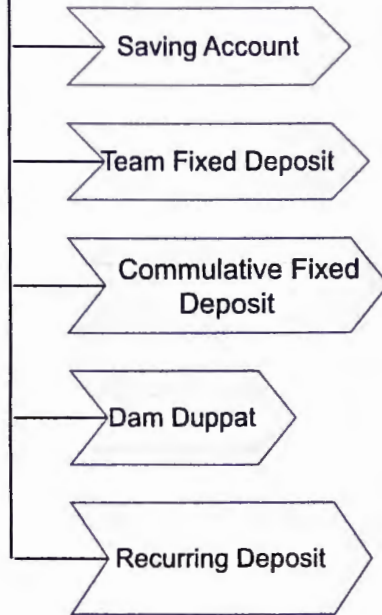 Saving Account
Team Fixed Deposit
Commulative Fixed
Deposit
Dam Duppat
Recurring Deposit